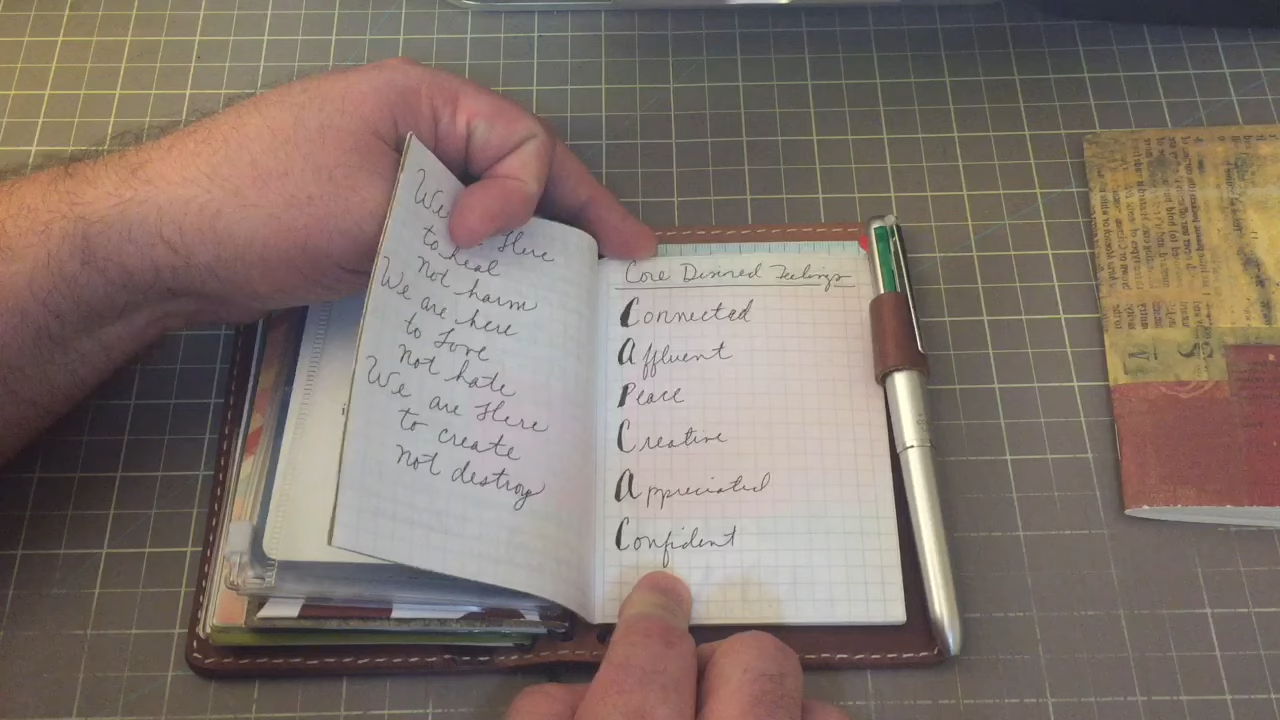 We Here
to heal
Not harm
We are here
to Love
Not hate
We are Here
to create
Not destroy
Core Desired Feelings
Connected
Affluent
Peace
Creative
Appreciated
Confident